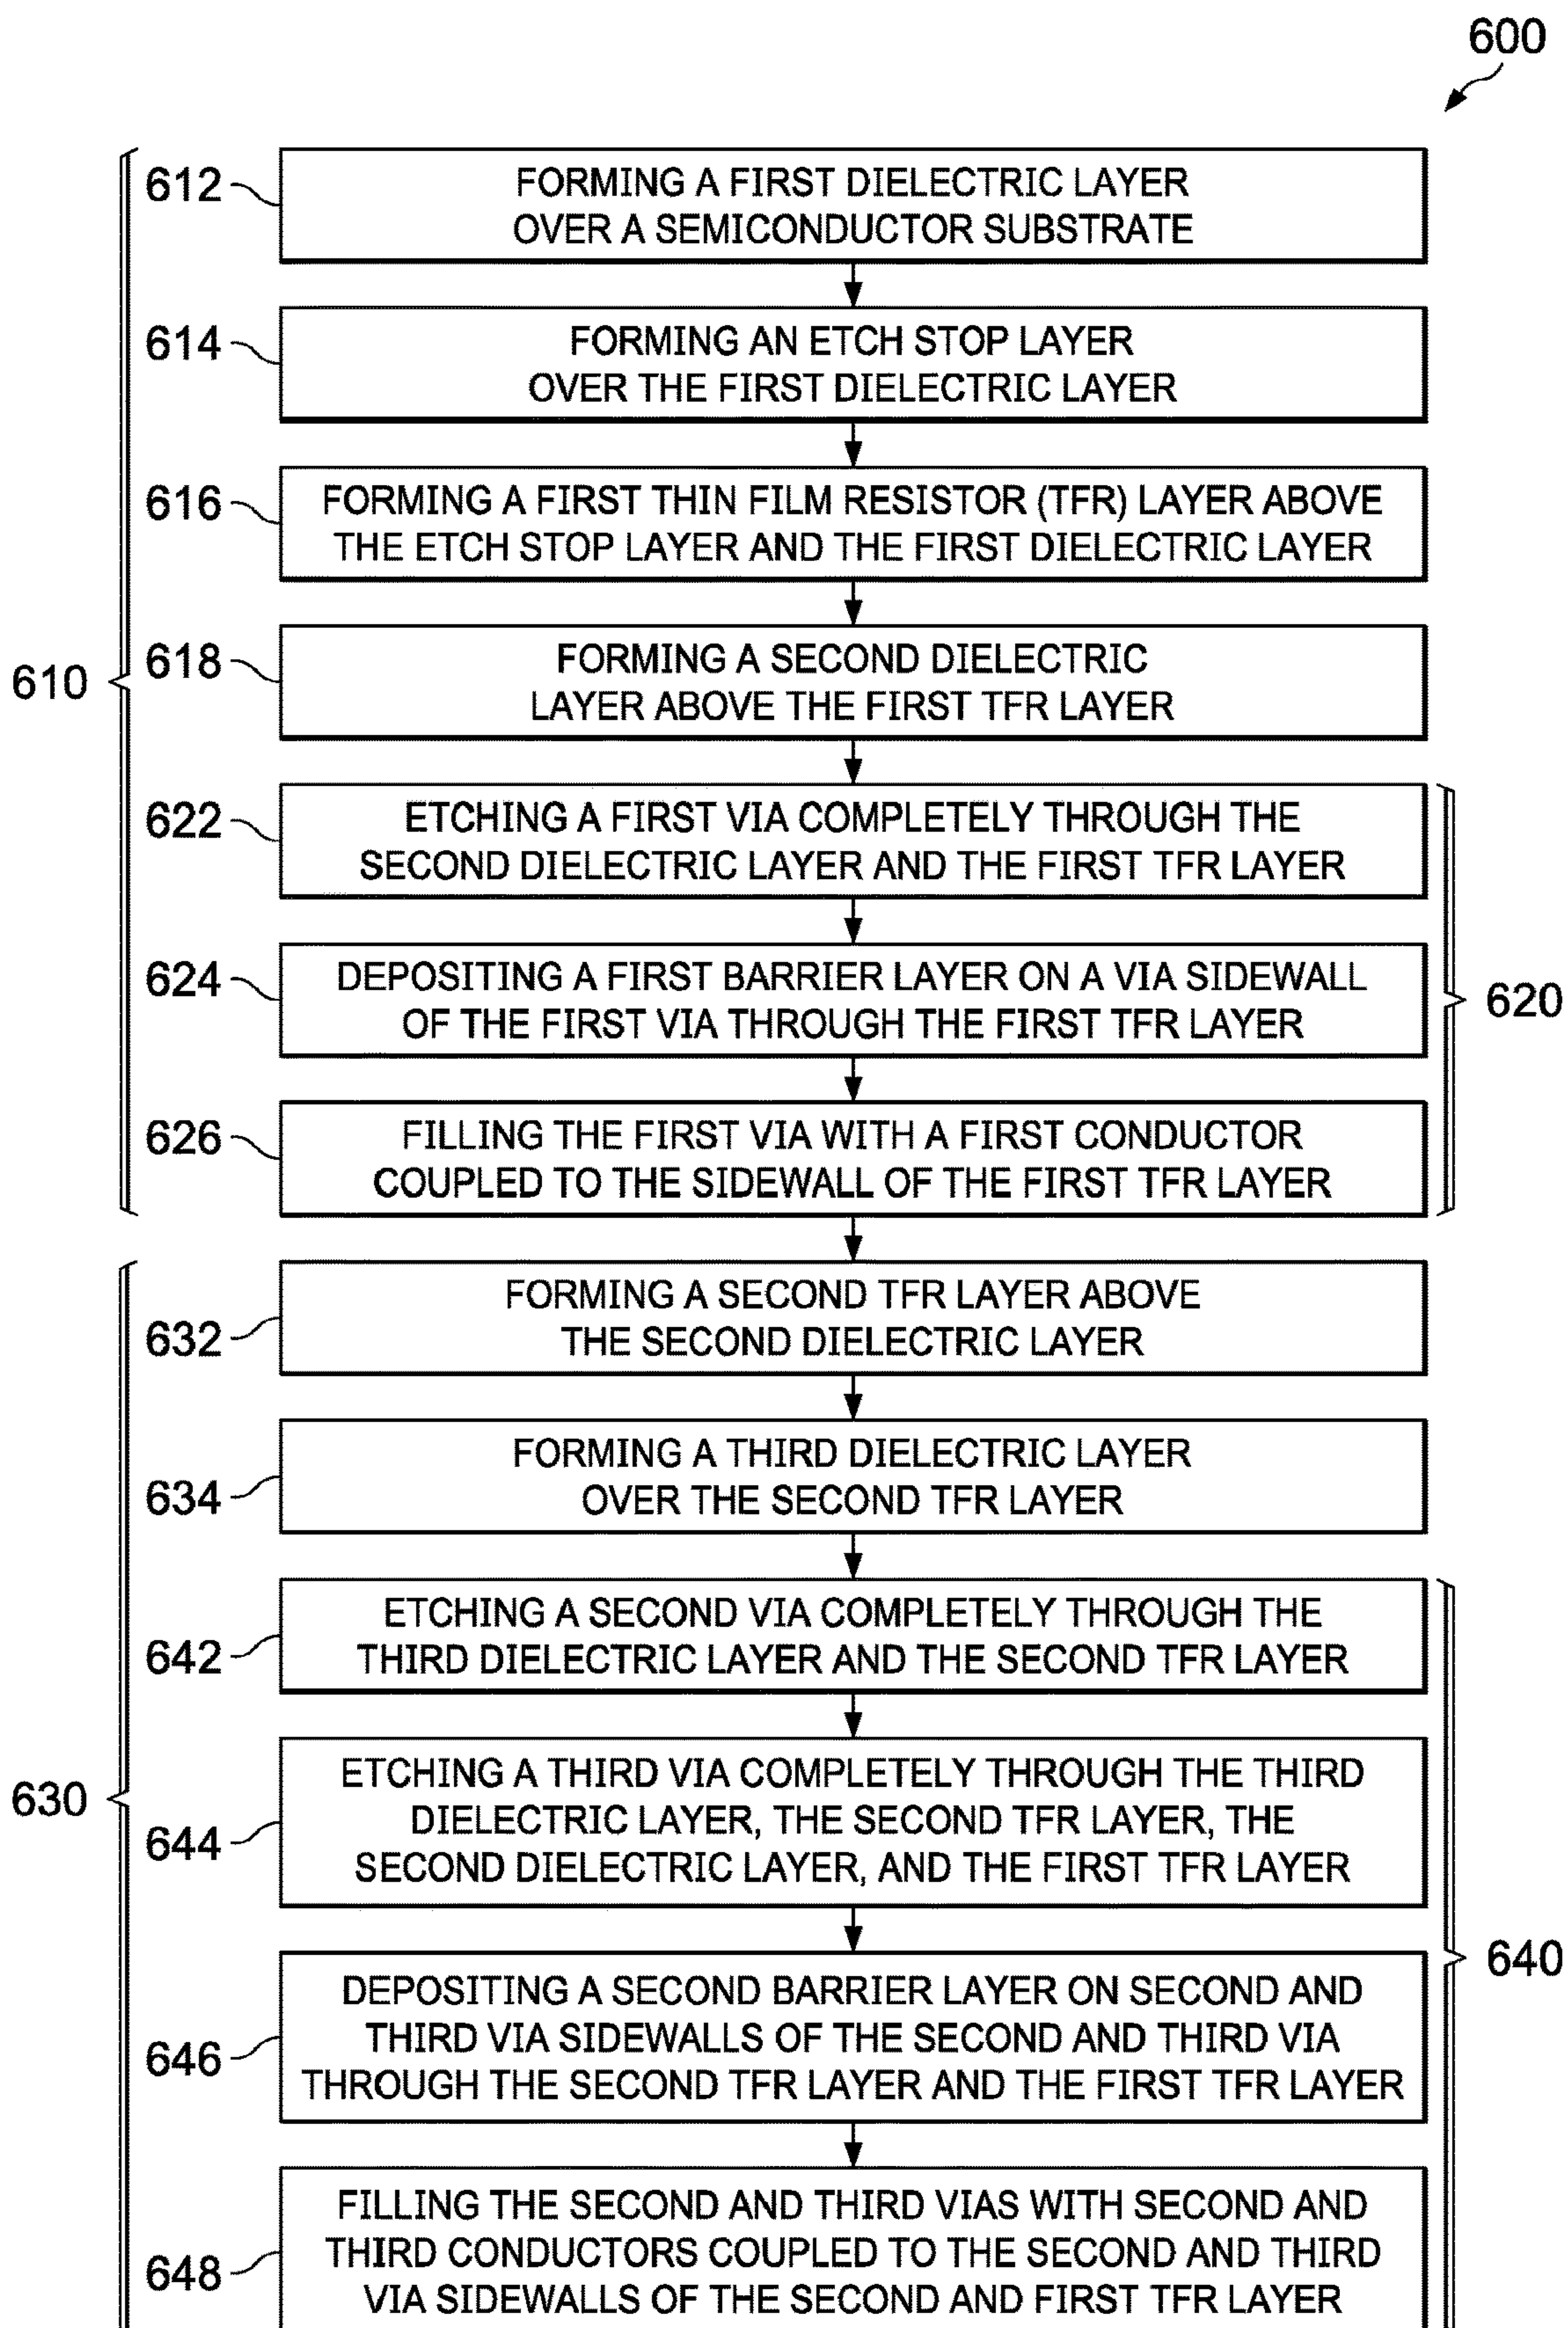 600
612
FORMING A FIRST DIELECTRIC LAYER
OVER A SEMICONDUCTOR SUBSTRATE
614
FORMING AN ETCH STOP LAYER
OVER THE FIRST DIELECTRIC LAYER
616
FORMING A FIRST THIN FILM RESISTOR (TFR) LAYER ABOVE
THE ETCH STOP LAYER AND THE FIRST DIELECTRIC LAYER
610
618
FORMING A SECOND DIELECTRIC
LAYER ABOVE THE FIRST TFR LAYER
622
ETCHING A FIRST VIA COMPLETELY THROUGH THE
SECOND DIELECTRIC LAYER AND THE FIRST TFR LAYER
624
DEPOSITING A FIRST BARRIER LAYER ON A VIA SIDEWALL
OF THE FIRST VIA THROUGH THE FIRST TFR LAYER
620
626
FILLING THE FIRST VIA WITH A FIRST CONDUCTOR
COUPLED TO THE SIDEWALL OF THE FIRST TFR LAYER
632
FORMING A SECOND TFR LAYER ABOVE
THE SECOND DIELECTRIC LAYER
634
FORMING A THIRD DIELECTRIC LAYER
OVER THE SECOND TFR LAYER
642
ETCHING A SECOND VIA COMPLETELY THROUGH THE
THIRD DIELECTRIC LAYER AND THE SECOND TFR LAYER
630
644
ETCHING A THIRD VIA COMPLETELY THROUGH THE THIRD
DIELECTRIC LAYER, THE SECOND TFR LAYER, THE
SECOND DIELECTRIC LAYER, AND THE FIRST TFR LAYER
640
646
DEPOSITING A SECOND BARRIER LAYER ON SECOND AND
THIRD VIA SIDEWALLS OF THE SECOND AND THIRD VIA
THROUGH THE SECOND TFR LAYER AND THE FIRST TFR LAYER
648
FILLING THE SECOND AND THIRD VIAS WITH SECOND AND
THIRD CONDUCTORS COUPLED TO THE SECOND AND THIRD
VIA SIDEWALLS OF THE SECOND AND FIRST TFR LAYER